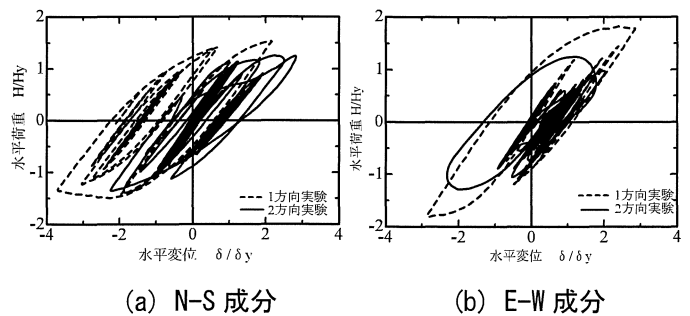 2
1
0
-1
-2
水平荷重 H/Hy
1方向実験
2方向実験
-4 -2 0 2 4
水平変位 δ/δy
(a) N-S 成分
2
1
0
-1
-2
水平荷重 H/Hy
1方向実験
2方向実験
-4 -2 0 2 4
水平変位 δ/δy
(b) E-W 成分